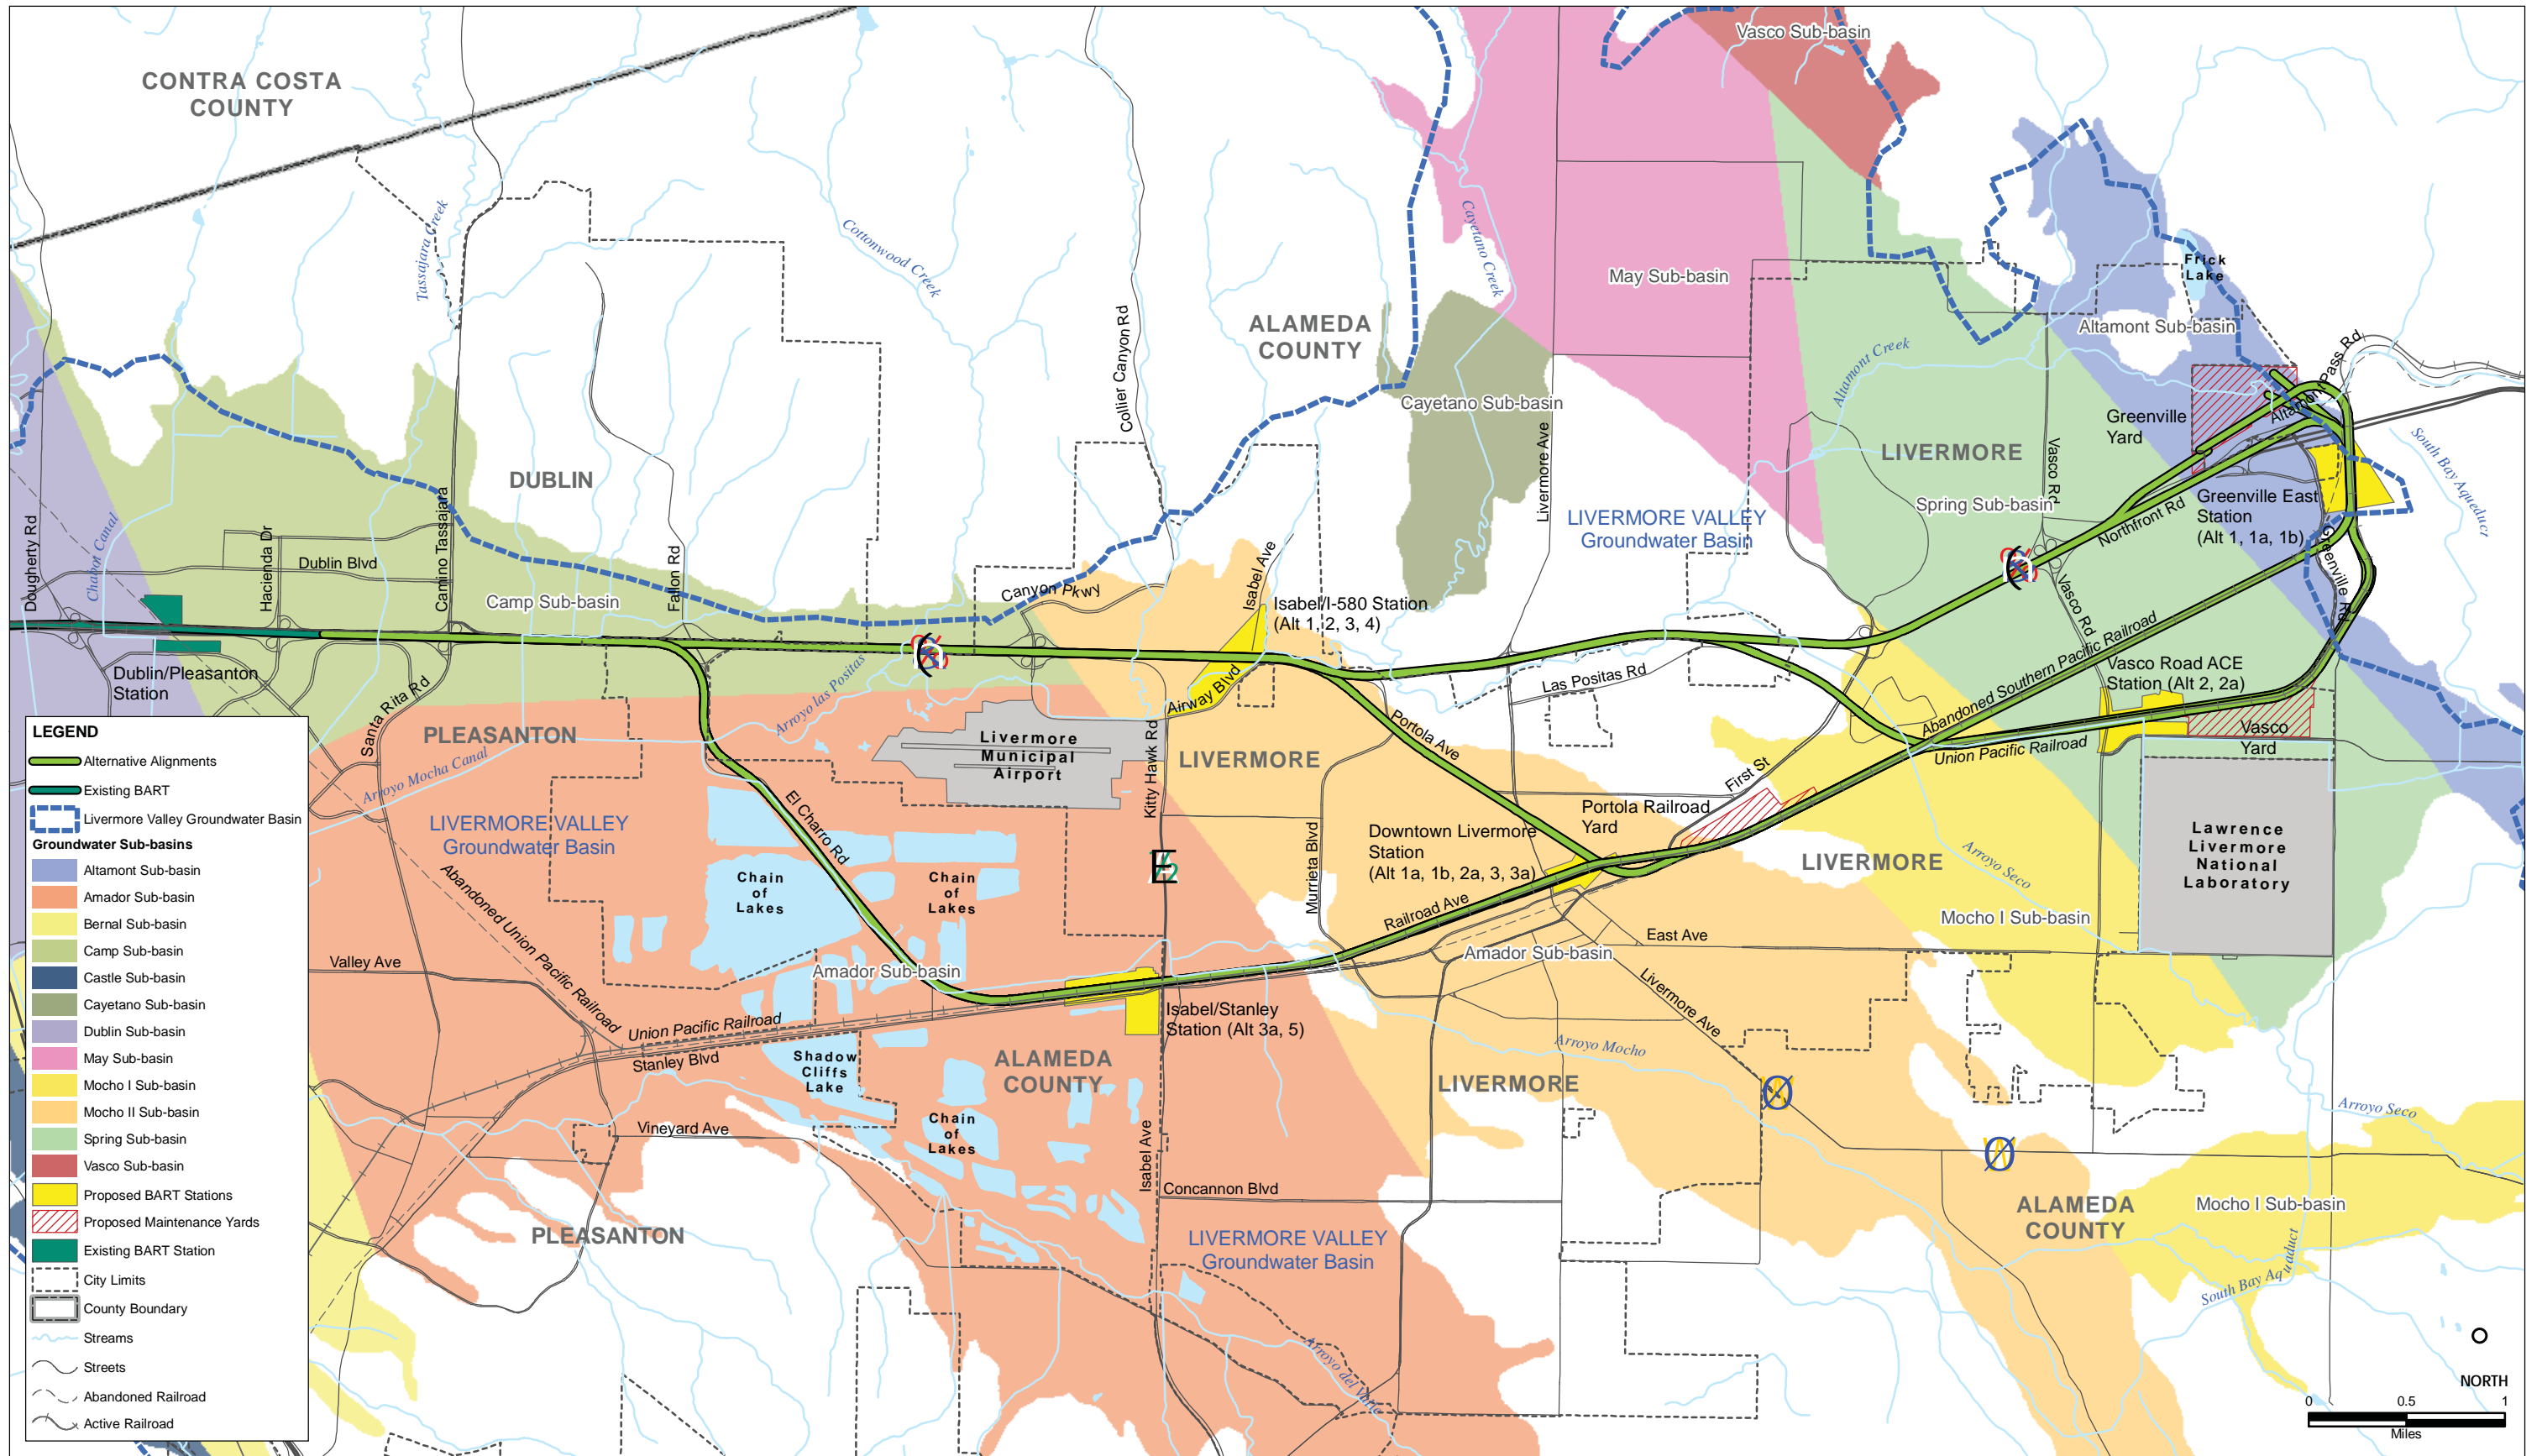 CONTRA COSTA
COUNTY
Vasco Sub-basin
Tassajara Creek
Cottonwood Creek
Cayetano Creek
May Sub-basin
Frick
Lake
ALAMEDA
COUNTY
Collier Canyon Rd
Altamont Sub-basin
Altamont Creek
Altamont Pass Rd
Cayetano Sub-basin
Livermore Ave
Greenville
Yard
South Bay Aqueduct
LIVERMORE
Vasco Rd
DUBLIN
Camino Tassajara
Spring Sub-basin
Greenville East
Station
(Alt 1, 1a, 1b)
Northfront Rd
LIVERMORE VALLEY
Groundwater Basin
Dougherty Rd
Chabot Canal
Hacienda Dr
Dublin Blvd
Fallon Rd
Camp Sub-basin
Canyon Pkwy
Isabel Ave
Isabel/I-580 Station
(Alt 1, 2, 3, 4)
Vasco Rd
Greenville Rd
Abandoned Southern Pacific Railroad
Dublin/Pleasanton
Station
Santa Rita Rd
Arroyo las Positas
Airway Blvd
Las Positas Rd
Vasco Road ACE
Station (Alt 2, 2a)
PLEASANTON
Arroyo Mocha Canal
Livermore
Municipal
Airport
Kitty Hawk Rd
LIVERMORE
Portola Ave
Union Pacific Railroad
Vasco
Yard
First St
El Charro Rd
LIVERMORE VALLEY
Groundwater Basin
Murrieta Blvd
Portola Railroad
Yard
Downtown Livermore
Station
(Alt 1a, 1b, 2a, 3, 3a)
Lawrence
Livermore
National
Laboratory
LIVERMORE
Arroyo Seco
Chain
of
Lakes
Chain
of
Lakes
Abandoned Union Pacific Railroad
Railroad Ave
Mocho I Sub-basin
East Ave
Amador Sub-basin
Valley Ave
Amador Sub-basin
Livermore Ave
Isabel/Stanley
Station (Alt 3a, 5)
Union Pacific Railroad
Stanley Blvd
Shadow
Cliffs
Lake
ALAMEDA
COUNTY
Arroyo Mocho
LIVERMORE
Arroyo Seco
Chain
of
Lakes
Vineyard Ave
Isabel Ave
Concannon Blvd
PLEASANTON
LIVERMORE VALLEY
Groundwater Basin
ALAMEDA
COUNTY
Mocho I Sub-basin
South Bay Aquaduct
Arroyo del Valle
LEGEND
Alternative Alignments
Existing BART
Livermore Valley Groundwater Basin
Groundwater Sub-basins
Altamont Sub-basin
Amador Sub-basin
Bernal Sub-basin
Camp Sub-basin
Castle Sub-basin
Cayetano Sub-basin
Dublin Sub-basin
May Sub-basin
Mocho I Sub-basin
Mocho II Sub-basin
Spring Sub-basin
Vasco Sub-basin
Proposed BART Stations
Proposed Maintenance Yards
Existing BART Station
City Limits
County Boundary
Streams
Streets
Abandoned Railroad
Active Railroad
NORTH
0 0.5 1
Miles